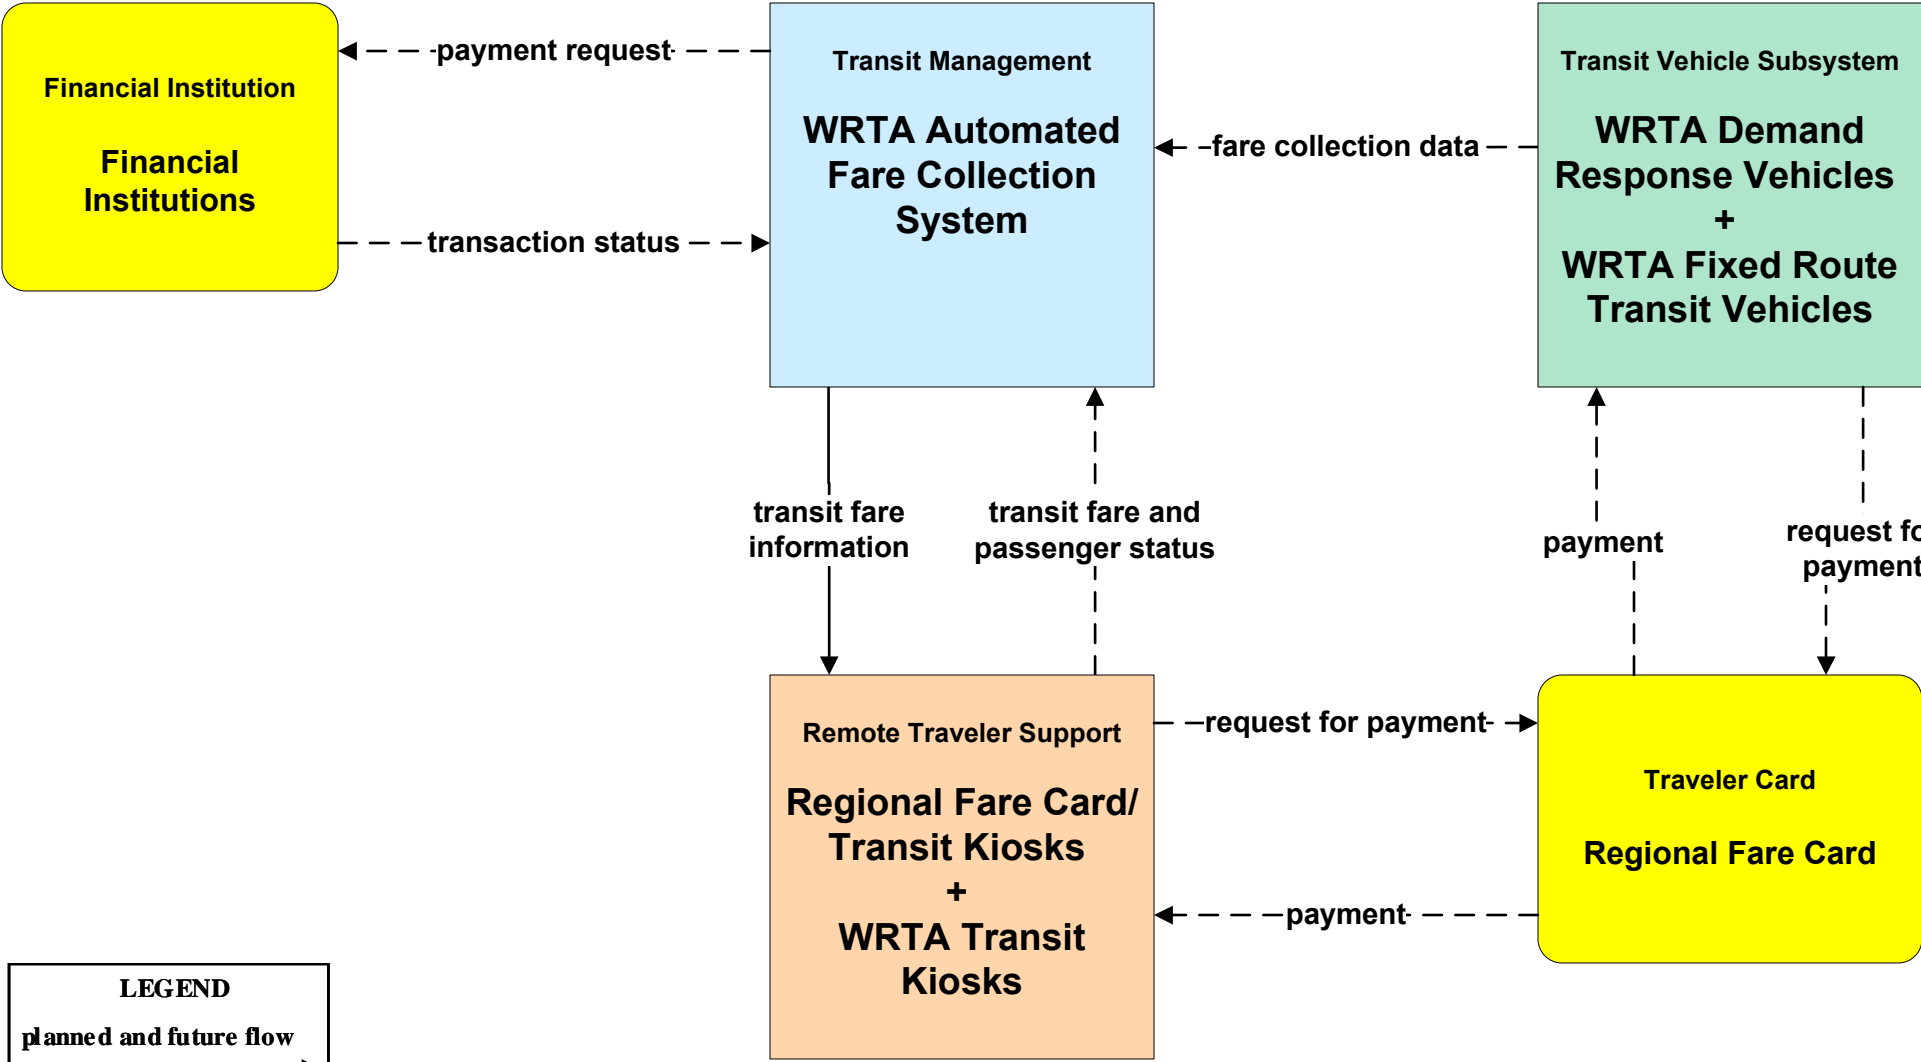 Financial Institution
Financial
Institutions
payment request
transaction status
Transit Management
WRTA Automated
Fare Collection
System
fare collection data
Transit Vehicle Subsystem
WRTA Demand
Response Vehicles
+
WRTA Fixed Route
Transit Vehicles
transit fare
information
transit fare and
passenger status
payment
request fo
payment
Remote Traveler Support
Regional Fare Card/
Transit Kiosks
+
WRTA Transit
Kiosks
request for payment
payment
Traveler Card
Regional Fare Card
LEGEND
planned and future flow